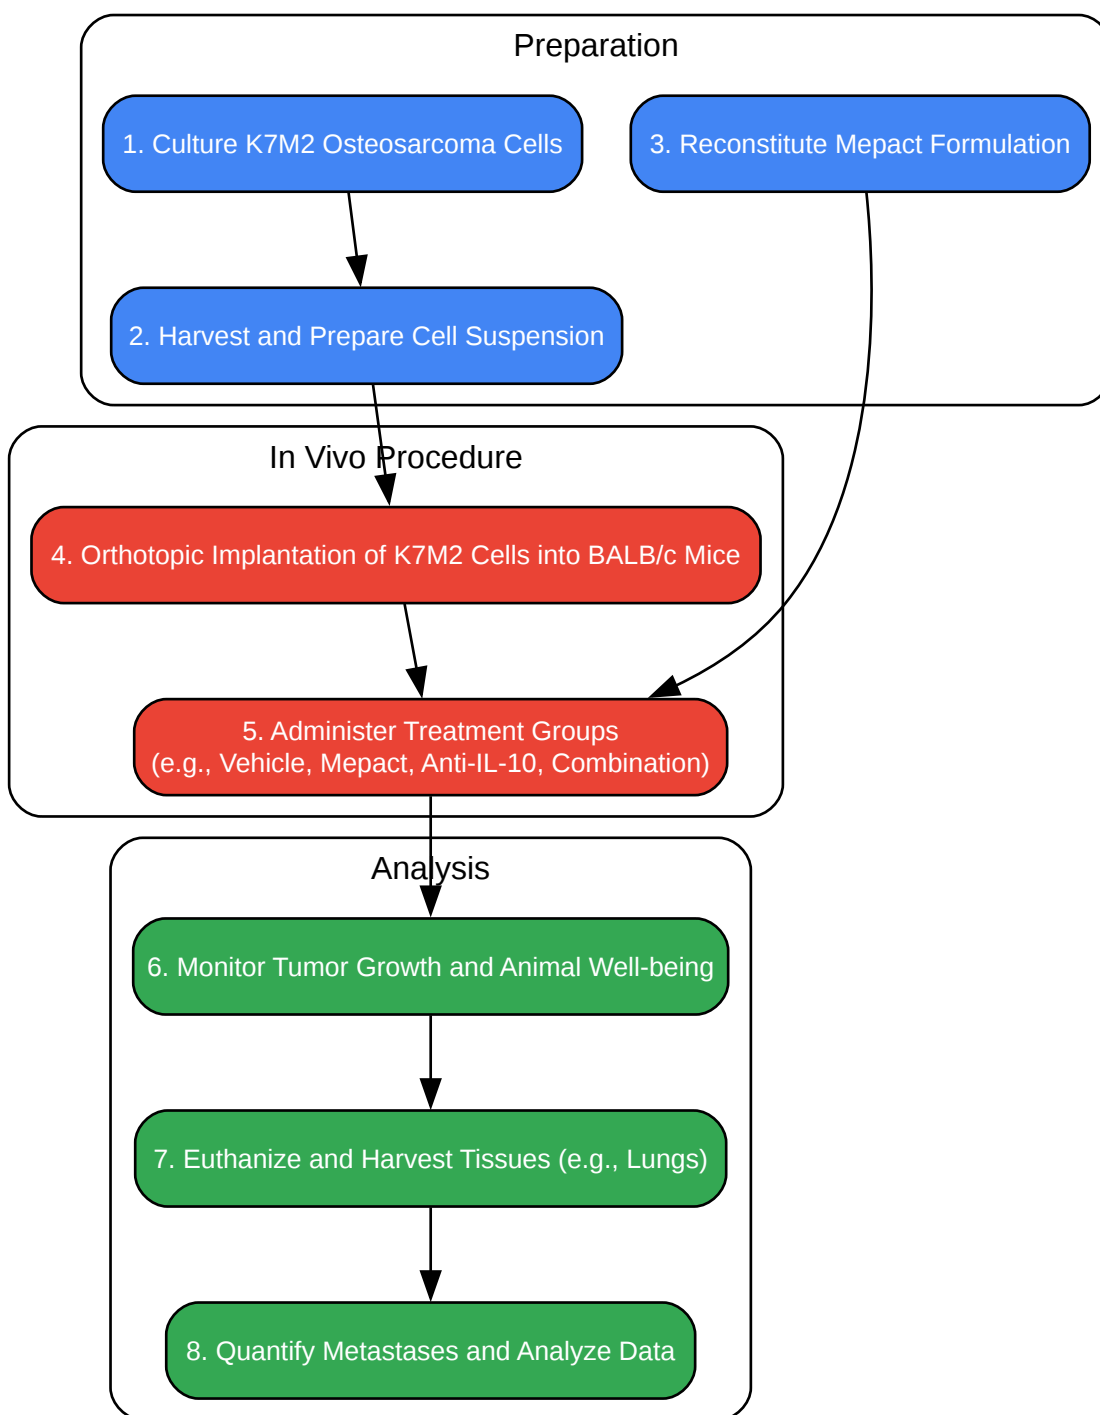 Preparation
1. Culture K7M2 Osteosarcoma Cells
3. Reconstitute Mepact Formulation
2. Harvest and Prepare Cell Suspension
In Vivo Procedure
4. Orthotopic Implantation of K7M2 Cells into BALB/c Mice
5. Administer Treatment Groups
(e.g., Vehicle, Mepact, Anti-IL-10, Combination)
Analysis
6. Monitor Tumor Growth and Animal Well-being
7. Euthanize and Harvest Tissues (e.g., Lungs)
8. Quantify Metastases and Analyze Data